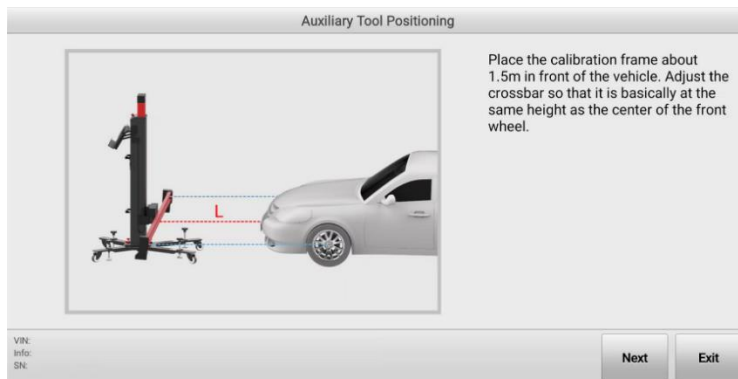 Auxiliary Tool Positioning
Place the calibration frame about
1.5m in front of the vehicle. Adjust the
crossbar so that it is basically at the
same height as the center of the front
wheel.
L
VIN:
Info:
SN:
Next
Exit